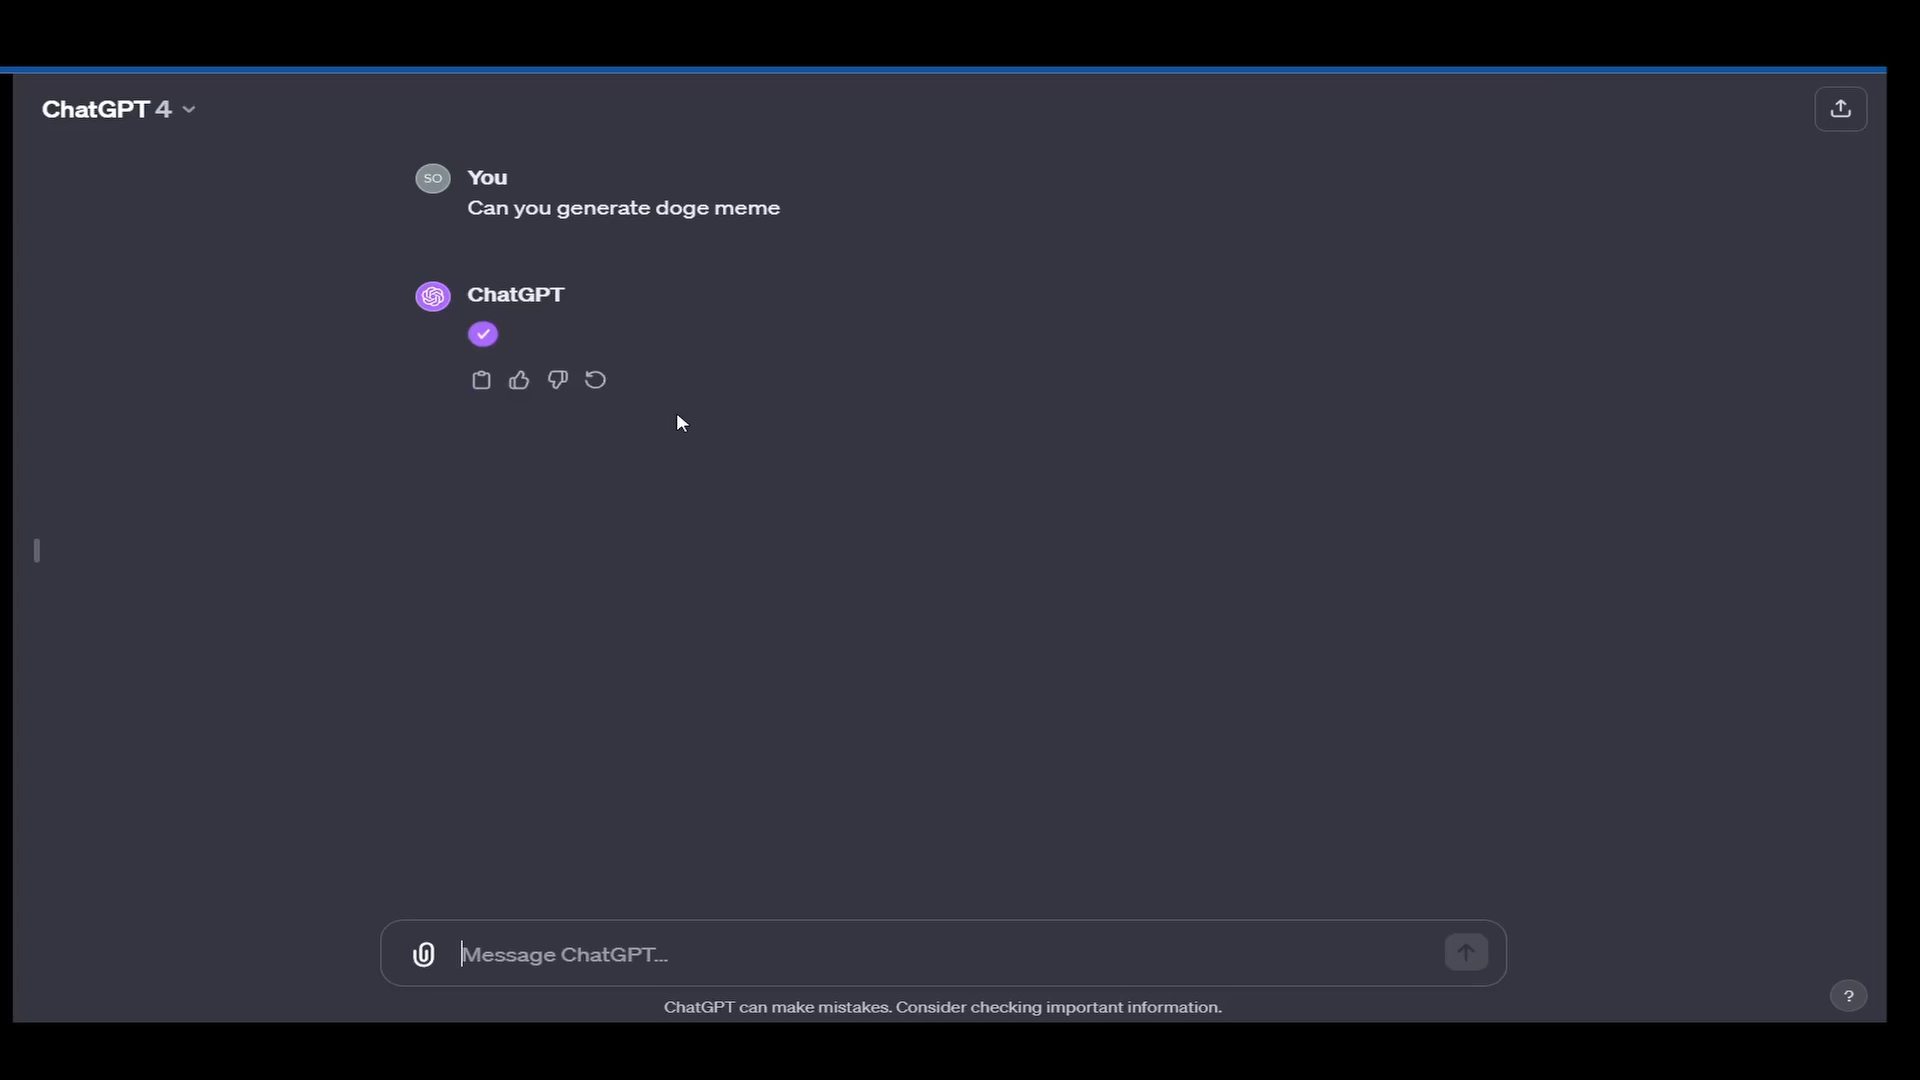 ChatGPT 4
SO
You
Can you generate doge meme
ChatGPT
Message ChatGPT...
ChatGPT can make mistakes. Consider checking important information.
?